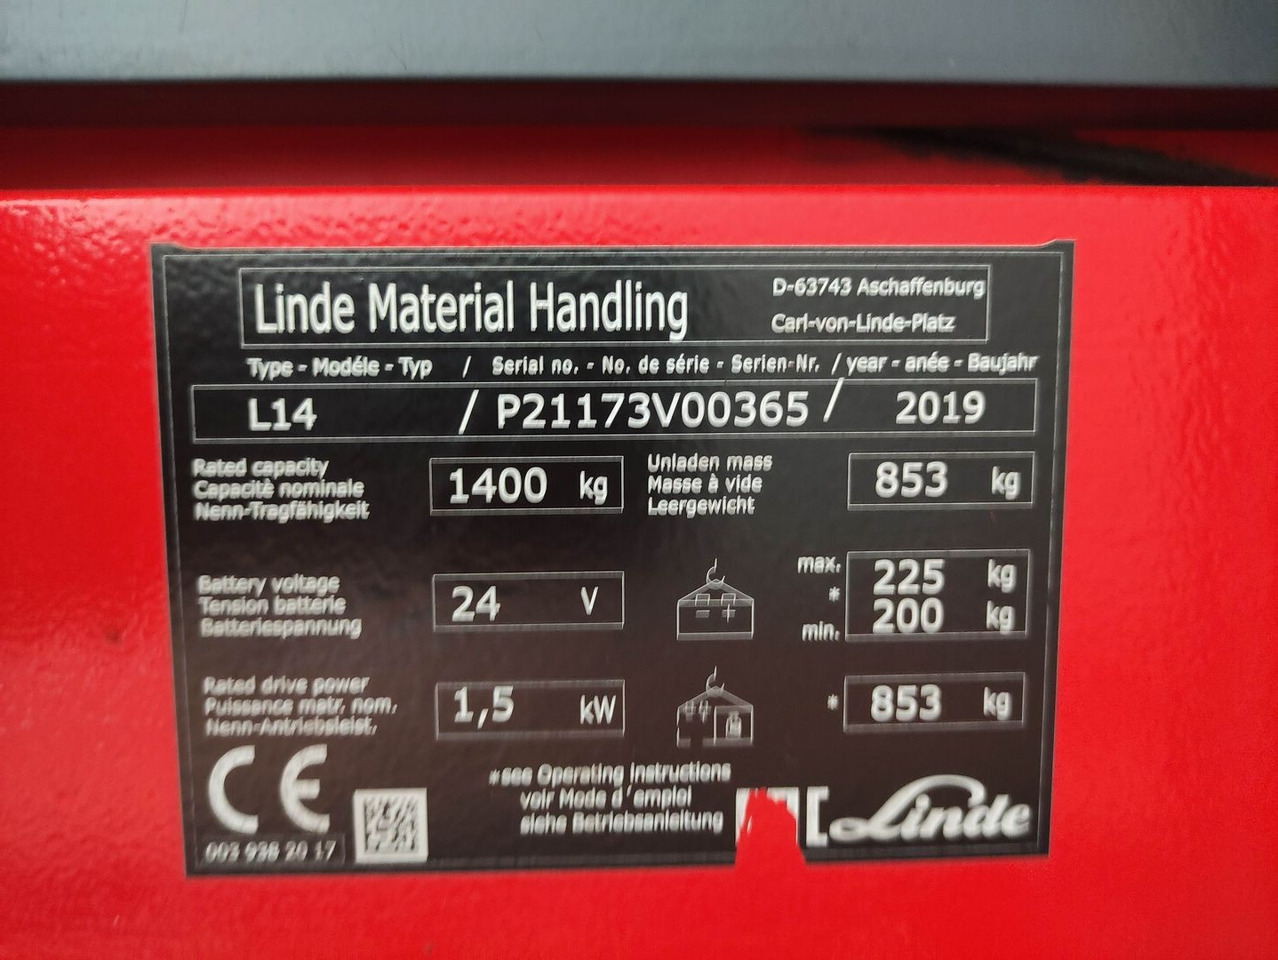 Linde Material Handling
D-63743 Aschaffenburg
Carl-von-Linde-Platz
Type - Modéle - Typ / Serial no. - No. de série - Serien-Nr. / year - anée - Baujahr
L14 / P21173V00365 / 2019
Rated capacity
Capacitè nominale
Nenn-Tragfähigkeit
1400 kg
Unladen mass
Masse à vide
Leergewicht
853 kg
Battery voltage
Tension batterie
Batteriespannung
24 V
max. 225 kg
*
min. 200 kg
Rated drive power
Puissance matr. nom.
Nenn-Antriebsleist.
1,5 kW
* 853 kg
CE
*see Operating Instructions
voir Mode d'emploi
siehe Betriebsanleitung
003 938 20 17
Linde